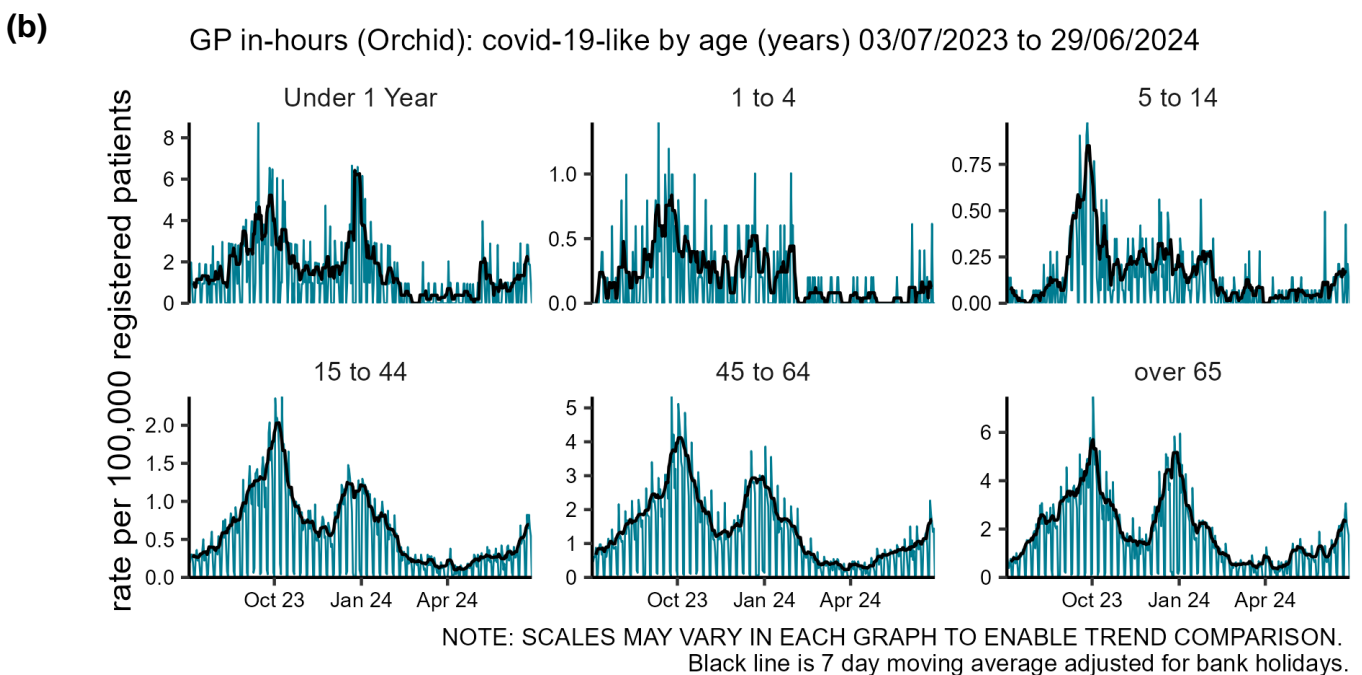 (b)
GP in-hours (Orchid): covid-19-like by age (years) 03/07/2023 to 29/06/2024
rate per 100,000 registered patients
Under 1 Year
8
6
4
2
0
1 to 4
1.0
0.5
0.0
5 to 14
0.75
0.50
0.25
0.00
15 to 44
2.0
1.5
1.0
0.5
0.0
Oct 23 Jan 24 Apr 24
45 to 64
5
4
3
2
1
0
Oct 23 Jan 24 Apr 24
over 65
6
4
2
0
Oct 23 Jan 24 Apr 24
NOTE: SCALES MAY VARY IN EACH GRAPH TO ENABLE TREND COMPARISON.
Black line is 7 day moving average adjusted for bank holidays.